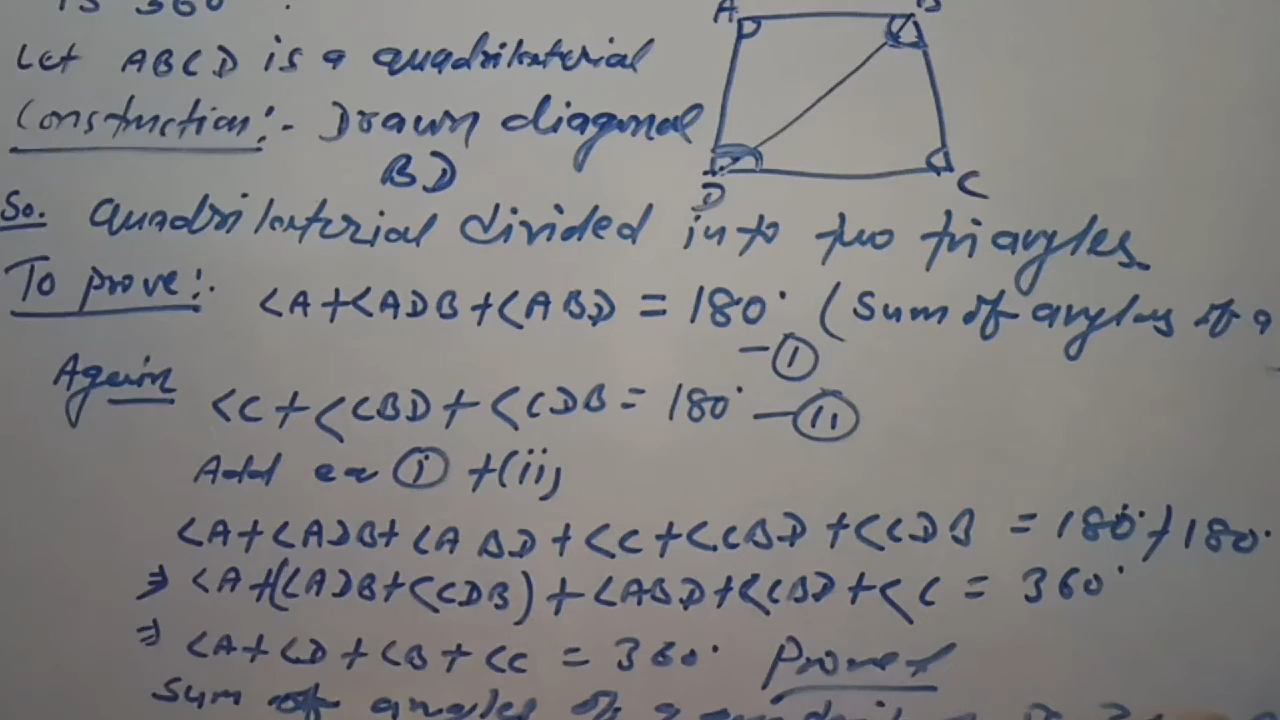 is 360°.
Let ABCD is a quadrilaterial
Construction:- Drawn diagonal
BD
A B
D C
So. quadrilaterial divided into two triangles.
To prove:- <A+<ADB+<ABD = 180° (Sum of angles of a
- (i)
Again <C+<CBD+<CDB = 180° - (ii)
Add eq (i) +(ii)
<A+<ADB+<ABD+<C+<CBD+<CDB = 180°+180°
⇒ <A+(<ADB+<CDB)+<ABD+<CBD+<C = 360°
⇒ <A+<D+<B+<C = 360° Proved
Sum of angles of a